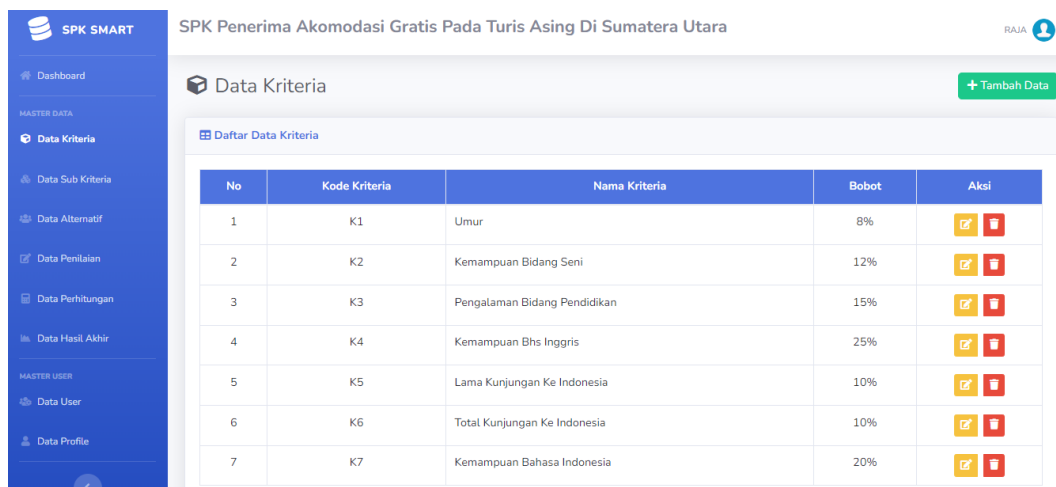 SPK SMART
SPK Penerima Akomodasi Gratis Pada Turis Asing Di Sumatera Utara
RAJA
Dashboard
MASTER DATA
Data Kriteria
Data Sub Kriteria
Data Alternatif
Data Penilaian
Data Perhitungan
Data Hasil Akhir
MASTER USER
Data User
Data Profile
Data Kriteria
+ Tambah Data
Daftar Data Kriteria
No Kode Kriteria Nama Kriteria Bobot Aksi
1 K1 Umur 8%
2 K2 Kemampuan Bidang Seni 12%
3 K3 Pengalaman Bidang Pendidikan 15%
4 K4 Kemampuan Bhs Inggris 25%
5 K5 Lama Kunjungan Ke Indonesia 10%
6 K6 Total Kunjungan Ke Indonesia 10%
7 K7 Kemampuan Bahasa Indonesia 20%